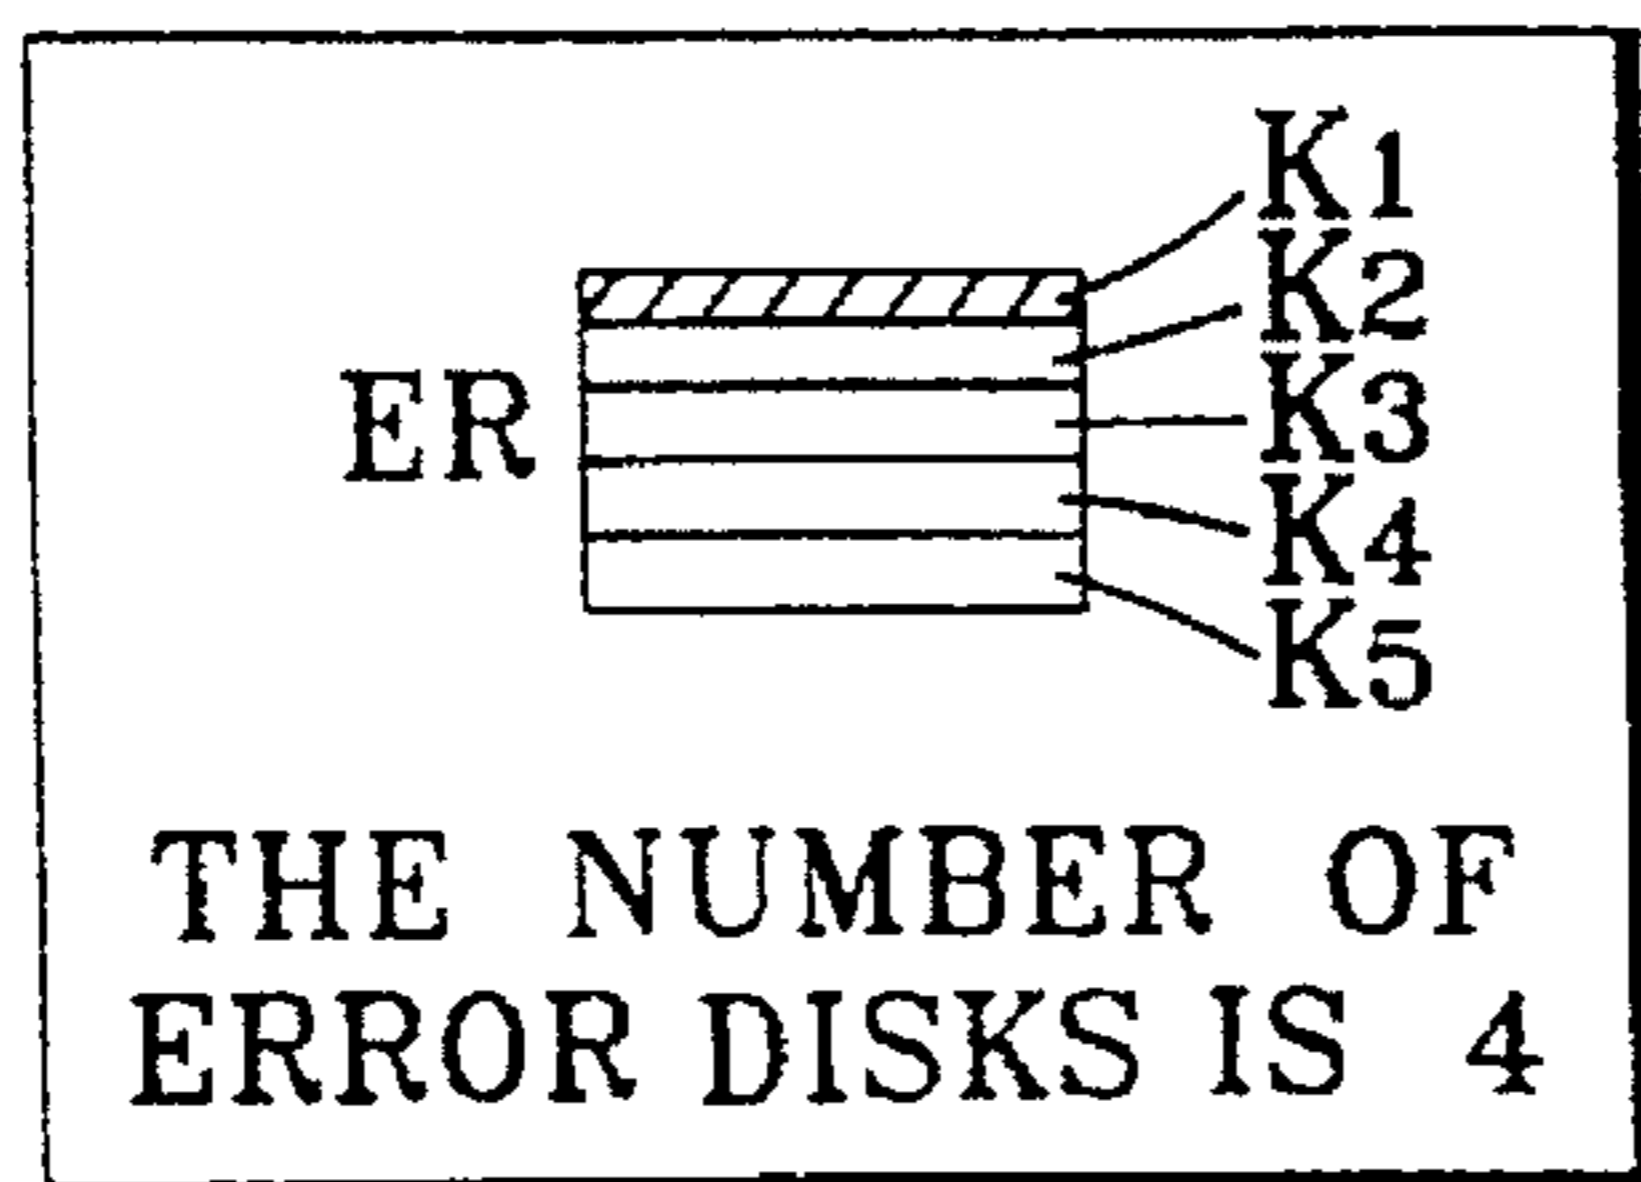 K1
K2
ER K3
K4
K5
THE NUMBER OF
ERROR DISKS IS 4